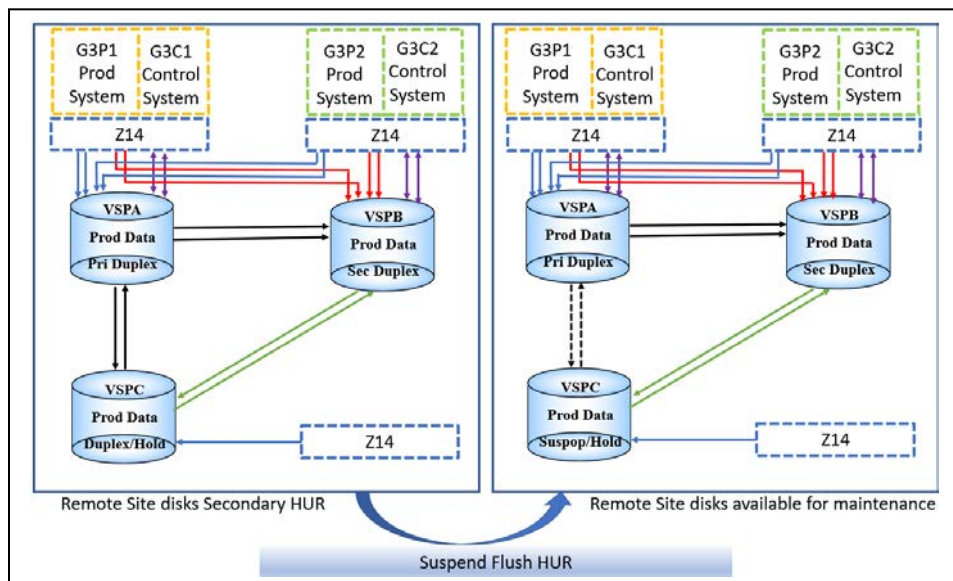 G3P1
Prod
System
G3C1
Control
System
G3P2
Prod
System
G3C2
Control
System
Z14
Z14
VSPA
Prod Data
Pri Duplex
VSPB
Prod Data
Sec Duplex
VSPC
Prod Data
Duplex/Hold
Z14
Remote Site disks Secondary HUR
G3P1
Prod
System
G3C1
Control
System
G3P2
Prod
System
G3C2
Control
System
Z14
Z14
VSPA
Prod Data
Pri Duplex
VSPB
Prod Data
Sec Duplex
VSPC
Prod Data
Suspop/Hold
Z14
Remote Site disks available for maintenance
Suspend Flush HUR